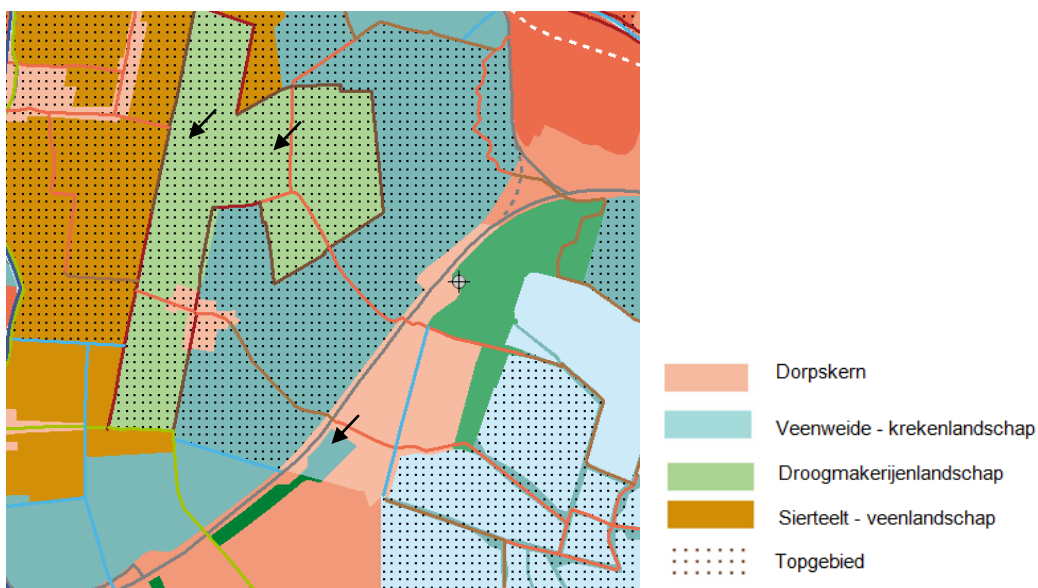 Dorpskern
Veenweide - krekenlandschap
Droogmakerijenlandschap
Sierteelt - veenlandschap
Topgebied